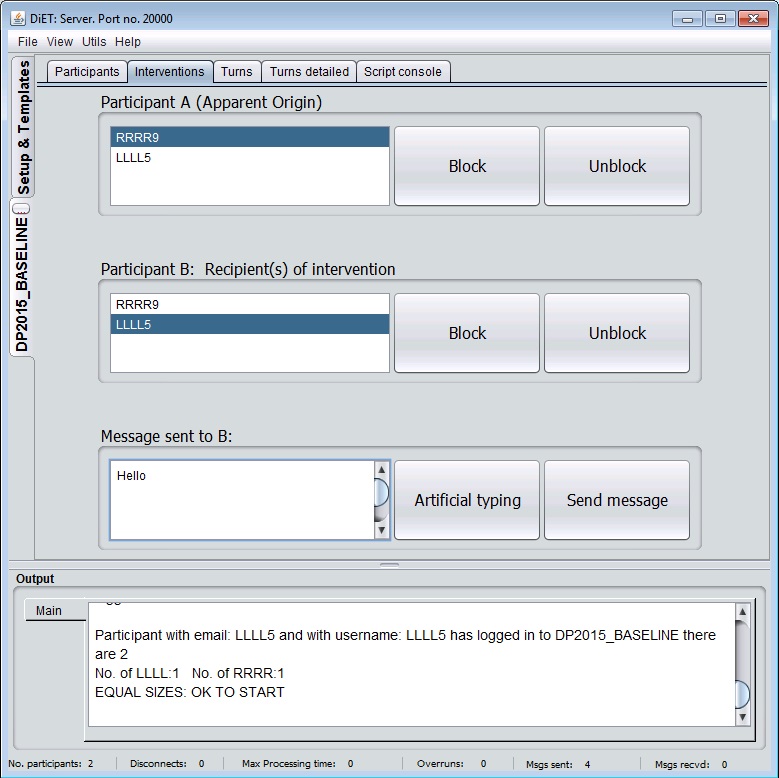 DiET: Server. Port no. 20000
File View Utils Help
Setup & Templates
DP2015_BASELINE
Participants Interventions Turns Turns detailed Script console
Participant A (Apparent Origin)
RRRR9
LLLL5
Block Unblock
Participant B: Recipient(s) of intervention
RRRR9
LLLL5
Block Unblock
Message sent to B:
Hello
Artificial typing Send message
Output
Main
Participant with email: LLLL5 and with username: LLLL5 has logged in to DP2015_BASELINE there
are 2
No. of LLLL:1 No. of RRRR:1
EQUAL SIZES: OK TO START
No. participants: 2 Disconnects: 0 Max Processing time: 0 Overruns: 0 Msgs sent: 4 Msgs recvd: 0